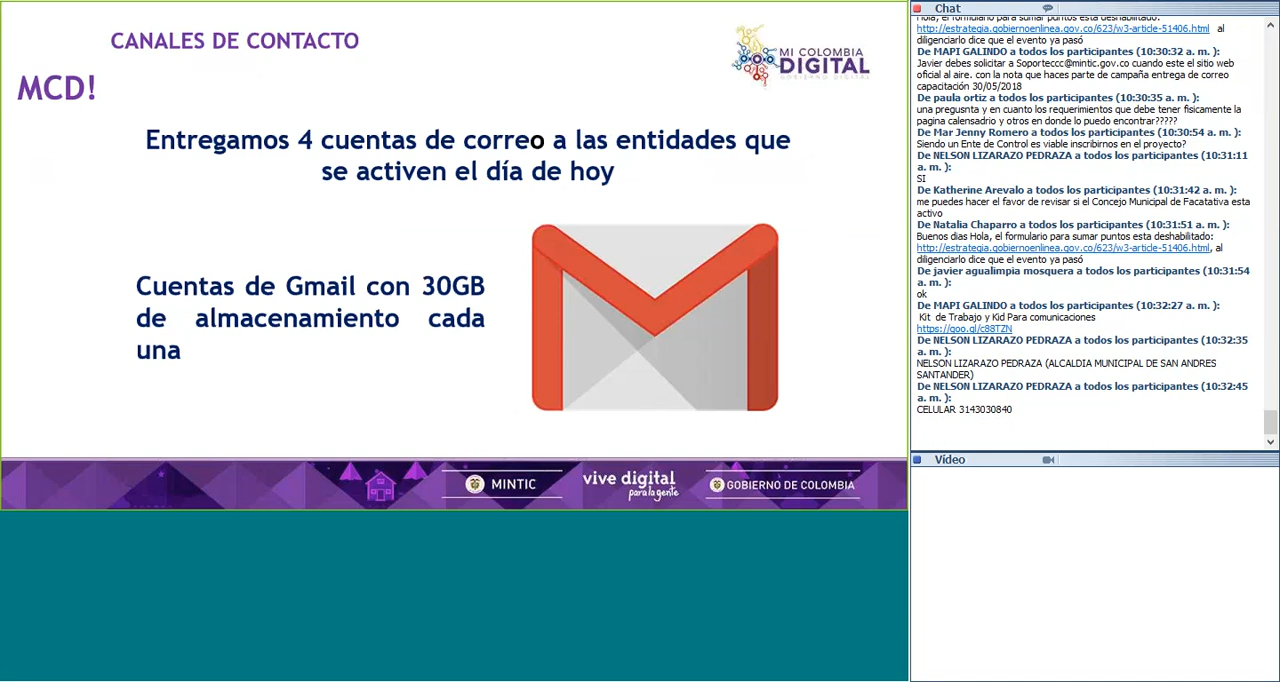 CANALES DE CONTACTO
MCD!
MI COLOMBIA
DIGITAL
GOBIERNO DIGITAL
Entregamos 4 cuentas de correo a las entidades que
se activen el día de hoy
Cuentas de Gmail con 30GB
de almacenamiento cada
una
MINTIC
vive digital
para la gente
GOBIERNO DE COLOMBIA
Chat
Hola, el formulario para sumar puntos esta deshabilitado:
http://estrategia.gobiernoenlinea.gov.co/623/w3-article-51406.html al
diligenciarlo dice que el evento ya pasó
De MAPI GALINDO a todos los participantes (10:30:32 a. m. ):
Javier debes solicitar a Soporteccc@mintic.gov.co cuando este el sitio web
oficial al aire. con la nota que haces parte de campaña entrega de correo
capacitación 30/05/2018
De paula ortiz a todos los participantes (10:30:35 a. m. ):
una pregusnta y en cuanto los requerimientos que debe tener fisicamente la
pagina calensadrio y otros en donde lo puedo encontrar?????
De Mar Jenny Romero a todos los participantes (10:30:54 a. m. ):
Siendo un Ente de Control es viable inscribirnos en el proyecto?
De NELSON LIZARAZO PEDRAZA a todos los participantes (10:31:11
a. m. ):
SI
De Katherine Arevalo a todos los participantes (10:31:42 a. m. ):
me puedes hacer el favor de revisar si el Concejo Municipal de Facatativa esta
activo
De Natalia Chaparro a todos los participantes (10:31:51 a. m. ):
Buenos dias Hola, el formulario para sumar puntos esta deshabilitado:
http://estrategia.gobiernoenlinea.gov.co/623/w3-article-51406.html, al
diligenciarlo dice que el evento ya pasó
De javier agualimpia mosquera a todos los participantes (10:31:54
a. m. ):
ok
De MAPI GALINDO a todos los participantes (10:32:27 a. m. ):
Kit de Trabajo y Kid Para comunicaciones
https://goo.gl/c88TZN
De NELSON LIZARAZO PEDRAZA a todos los participantes (10:32:35
a. m. ):
NELSON LIZARAZO PEDRAZA (ALCALDIA MUNICIPAL DE SAN ANDRES
SANTANDER)
De NELSON LIZARAZO PEDRAZA a todos los participantes (10:32:45
a. m. ):
CELULAR 3143030840
Vídeo